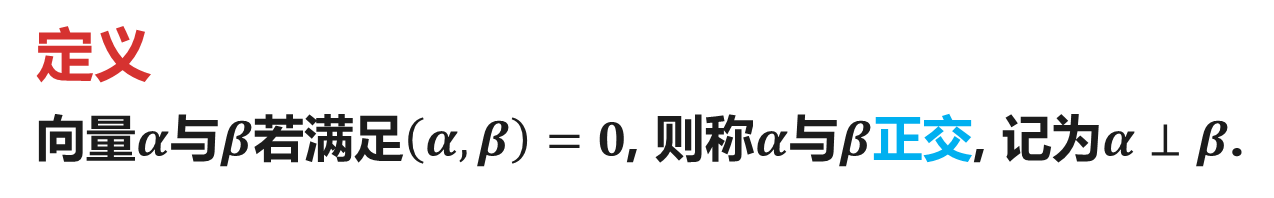 定义
向量α与β若满足(α, β) = 0, 则称α与β正交, 记为α ⊥ β.